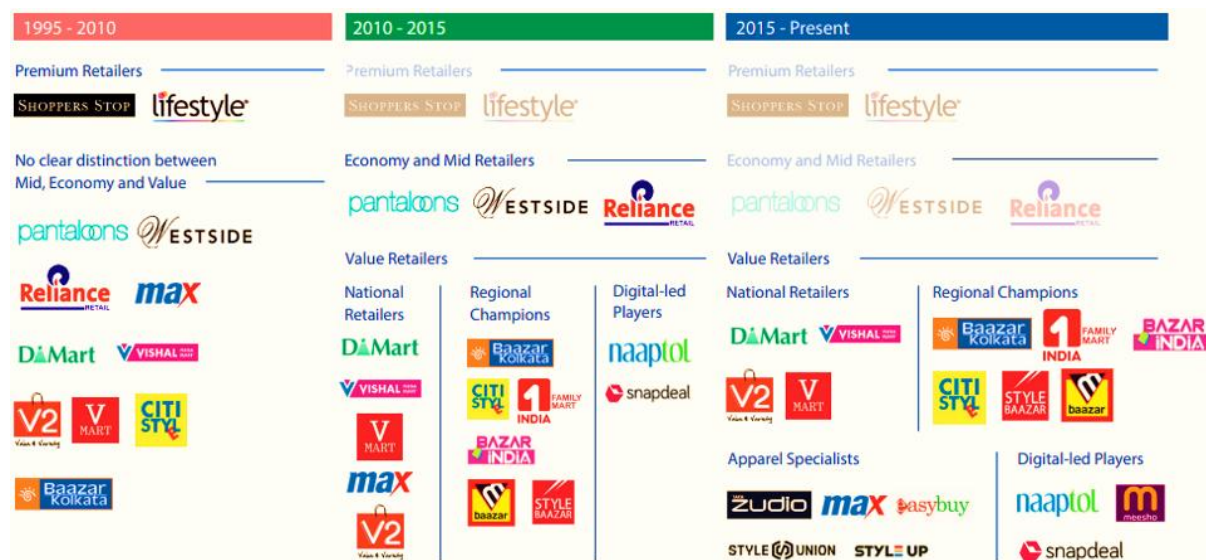 1995 - 2010
Premium Retailers
SHOPPERS STOP
lifestyle
No clear distinction between
Mid, Economy and Value
pantaloons
WESTSIDE
Reliance
RETAIL
max
DMart
VISHAL
V2
Value & Variety
V
MART
CITI
STYLE
Baazar
Kolkata
2010 - 2015
Premium Retailers
SHOPPERS STOP
lifestyle
Economy and Mid Retailers
pantaloons
WESTSIDE
Reliance
RETAIL
Value Retailers
National
Retailers
DMart
VISHAL
V
MART
max
V2
Value & Variety
Regional
Champions
Baazar
Kolkata
CITI
STYLE
1
INDIA
FAMILY
MART
BAZAR
INDIA
M
baazar
STYLE
BAAZAR
Digital-led
Players
naaptol
snapdeal
2015 - Present
Premium Retailers
SHOPPERS STOP
lifestyle
Economy and Mid Retailers
pantaloons
WESTSIDE
Reliance
RETAIL
Value Retailers
National Retailers
DMart
VISHAL
V2
Value & Variety
V
MART
Regional Champions
Baazar
Kolkata
1
INDIA
FAMILY
MART
BAZAR
INDIA
CITI
STYLE
STYLE
BAAZAR
M
baazar
Apparel Specialists
ZUDIO
max
easybuy
STYLE UNION
STYLE UP
Digital-led Players
naaptol
m
meesho
snapdeal